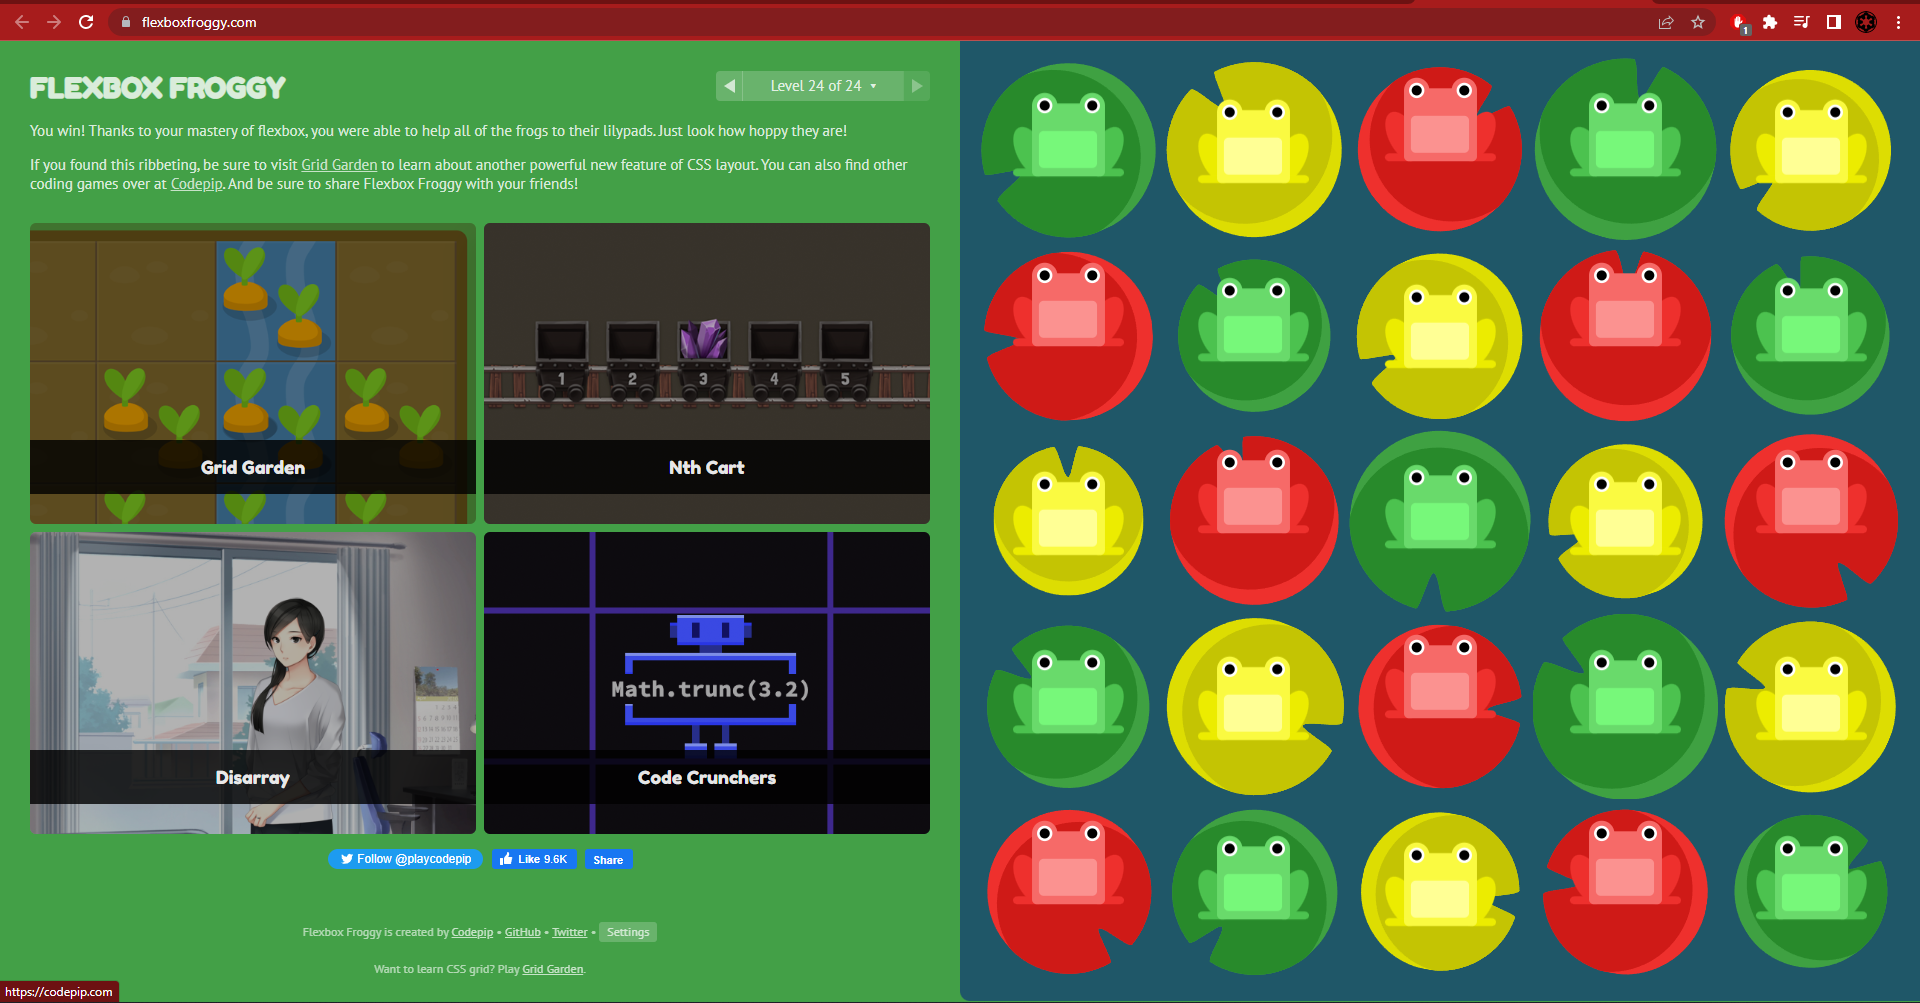 flexboxfroggy.com
1
FLEXBOX FROGGY
Level 24 of 24
You win! Thanks to your mastery of flexbox, you were able to help all of the frogs to their lilypads. Just look how hoppy they are!
If you found this ribbeting, be sure to visit Grid Garden to learn about another powerful new feature of CSS layout. You can also find other
coding games over at Codepip. And be sure to share Flexbox Froggy with your friends!
1 2 3 4 5
Grid Garden
Nth Cart
Math.trunc(3.2)
Disarray
Code Crunchers
Follow @playcodepip
Like 9.6K
Share
Flexbox Froggy is created by Codepip • GitHub • Twitter • Settings
Want to learn CSS grid? Play Grid Garden.
https://codepip.com